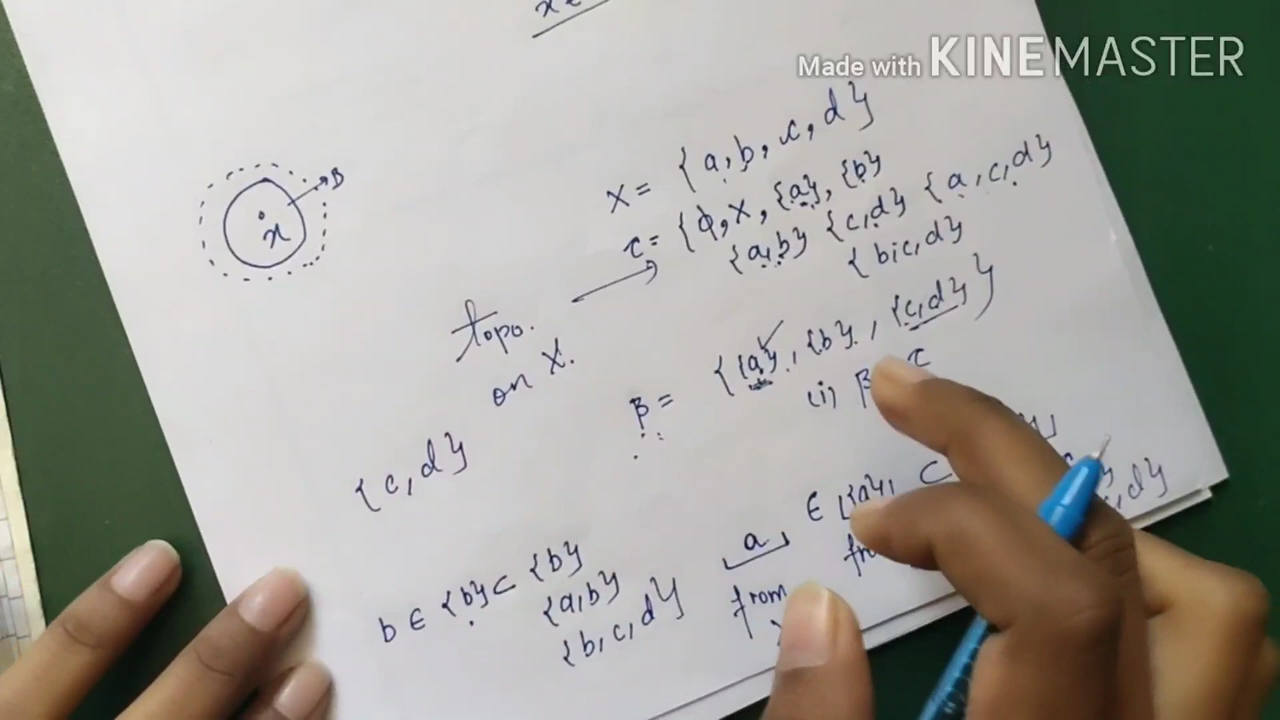 Made with KINEMASTER
B
x
X = { a, b, c, d }
τ = { ϕ, X, {a}, {b}
{a,b} {c,d} {a,c,d}
{b,c,d}
topo.
on X.
β = { {a}, {b}, {c,d} }
(i) β τ
{c,d}
a ∈ {a}, ⊂
from
b ∈ {b} ⊂ {b}
{a,b}
{b,c,d}